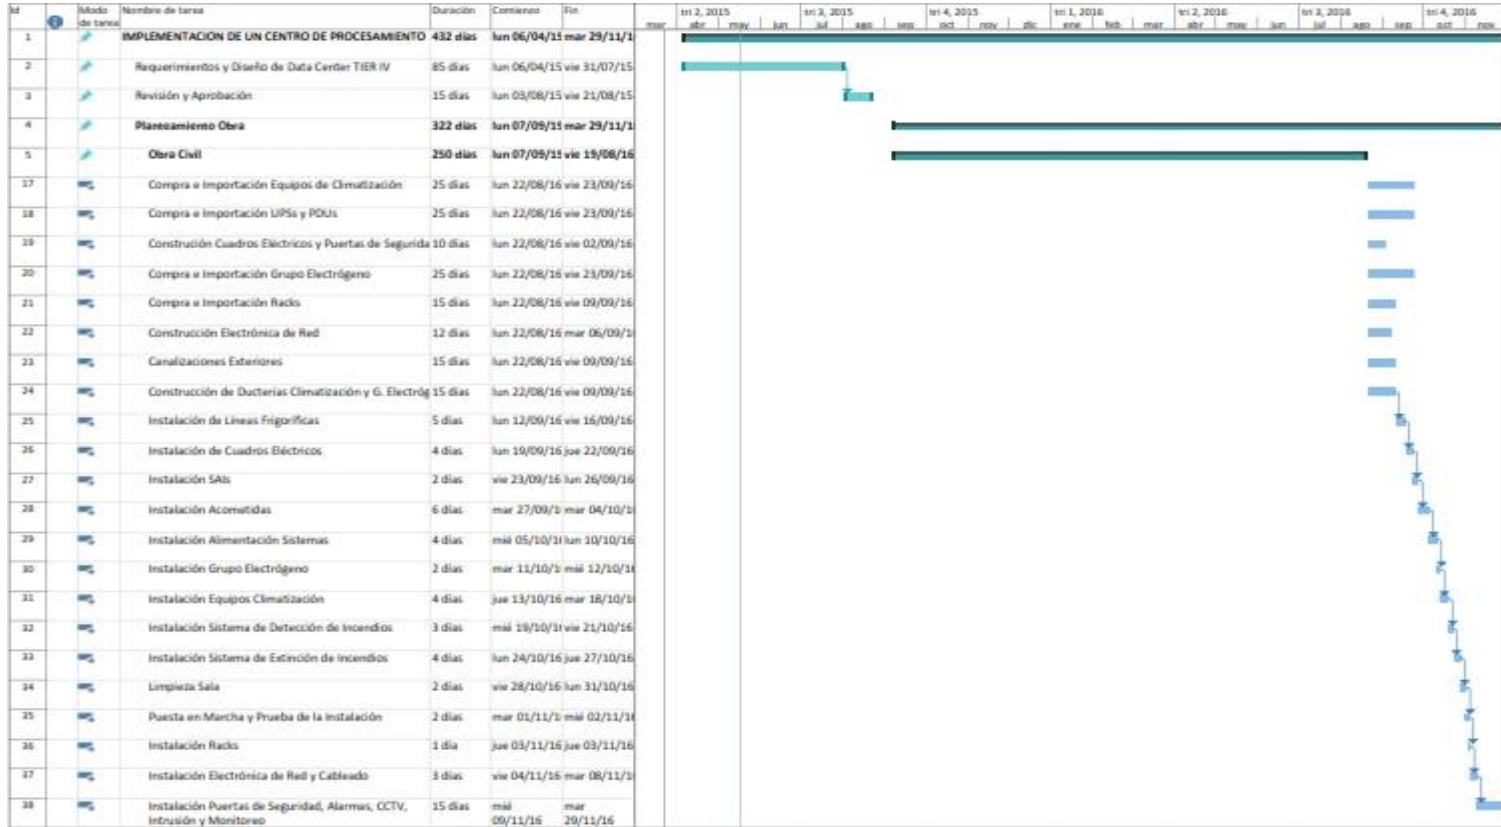 Id Modo de tarea Nombre de tarea Duración Comienzo Fin
tri 2, 2015 tri 3, 2015 tri 4, 2015 tri 1, 2016 tri 2, 2016 tri 3, 2016 tri 4, 2016
mar abr may jun jul ago sep oct nov dic ene feb mar abr may jun jul ago sep oct nov
1 IMPLEMENTACION DE UN CENTRO DE PROCESAMIENTO 432 días lun 06/04/15 mar 29/11/1
2 Requerimientos y Diseño de Data Center TIER IV 85 días lun 06/04/15 vie 31/07/15
3 Revisión y Aprobación 15 días lun 03/08/15 vie 21/08/15
4 Planteamiento Obra 322 días lun 07/09/15 mar 29/11/1
5 Obra Civil 250 días lun 07/09/15 vie 19/08/16
17 Compra e Importación Equipos de Climatización 25 días lun 22/08/16 vie 23/09/16
18 Compra e Importación UPSs y PDUs 25 días lun 22/08/16 vie 23/09/16
19 Construción Cuadros Eléctricos y Puertas de Segurida 10 días lun 22/08/16 vie 02/09/16
20 Compra e Importación Grupo Electrógeno 25 días lun 22/08/16 vie 23/09/16
21 Compra e Importación Racks 15 días lun 22/08/16 vie 09/09/16
22 Construcción Electrónica de Red 12 días lun 22/08/16 mar 06/09/1
23 Canalizaciones Exteriores 15 días lun 22/08/16 vie 09/09/16
24 Construcción de Ducterias Climatización y G. Electróg 15 días lun 22/08/16 vie 09/09/16
25 Instalación de Líneas Frigoríficas 5 días lun 12/09/16 vie 16/09/16
26 Instalación de Cuadros Eléctricos 4 días lun 19/09/16 jue 22/09/16
27 Instalación SAIs 2 días vie 23/09/16 lun 26/09/16
28 Instalación Acometidas 6 días mar 27/09/1 mar 04/10/1
29 Instalación Alimentación Sistemas 4 días mié 05/10/1 lun 10/10/16
30 Instalación Grupo Electrógeno 2 días mar 11/10/1 mié 12/10/1
31 Instalación Equipos Climatización 4 días jue 13/10/16 mar 18/10/1
32 Instalación Sistema de Detección de Incendios 3 días mié 19/10/1 vie 21/10/16
33 Instalación Sistema de Extinción de Incendios 4 días lun 24/10/16 jue 27/10/16
34 Limpieza Sala 2 días vie 28/10/16 lun 31/10/16
35 Puesta en Marcha y Prueba de la Instalación 2 días mar 01/11/1 mié 02/11/1
36 Instalación Racks 1 día jue 03/11/16 jue 03/11/16
37 Instalación Electrónica de Red y Cableado 3 días vie 04/11/16 mar 08/11/1
38 Instalación Puertas de Seguridad, Alarmas, CCTV, 15 días mié mar
Intrusión y Monitoreo 09/11/16 29/11/16